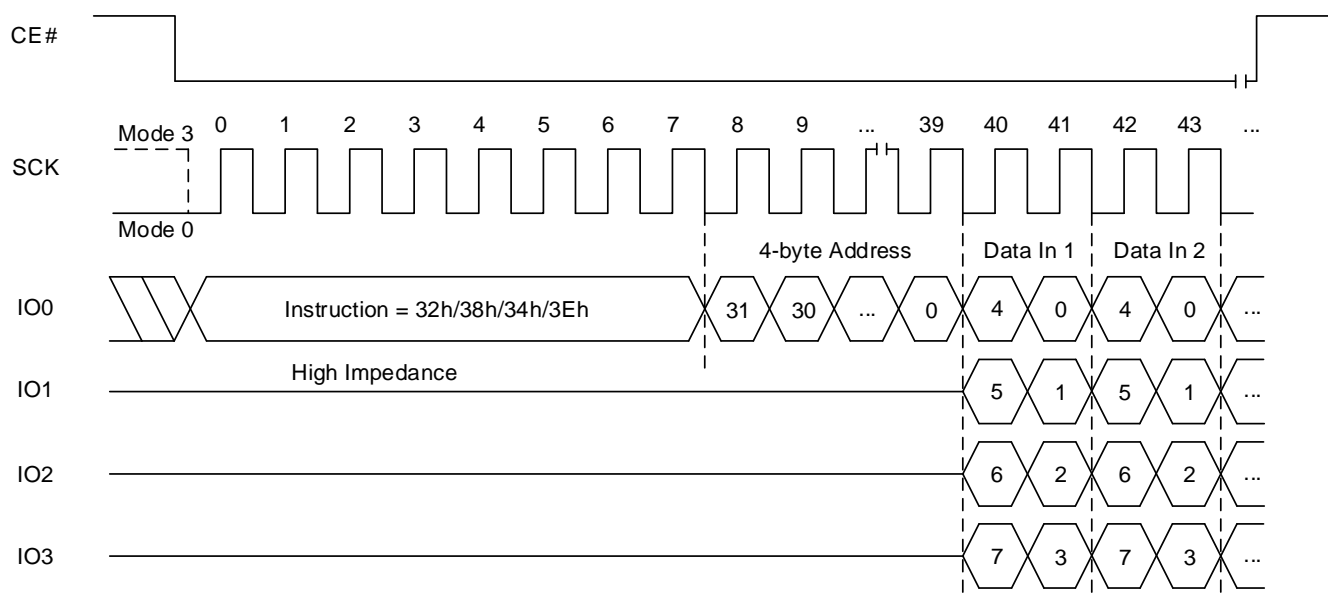 CE#
Mode 3 0 1 2 3 4 5 6 7 8 9 ... 39 40 41 42 43 ...
SCK
Mode 0
4-byte Address Data In 1 Data In 2
IO0 Instruction = 32h/38h/34h/3Eh 31 30 ... 0 4 0 4 0 ...
High Impedance
IO1 5 1 5 1 ...
IO2 6 2 6 2 ...
IO3 7 3 7 3 ...